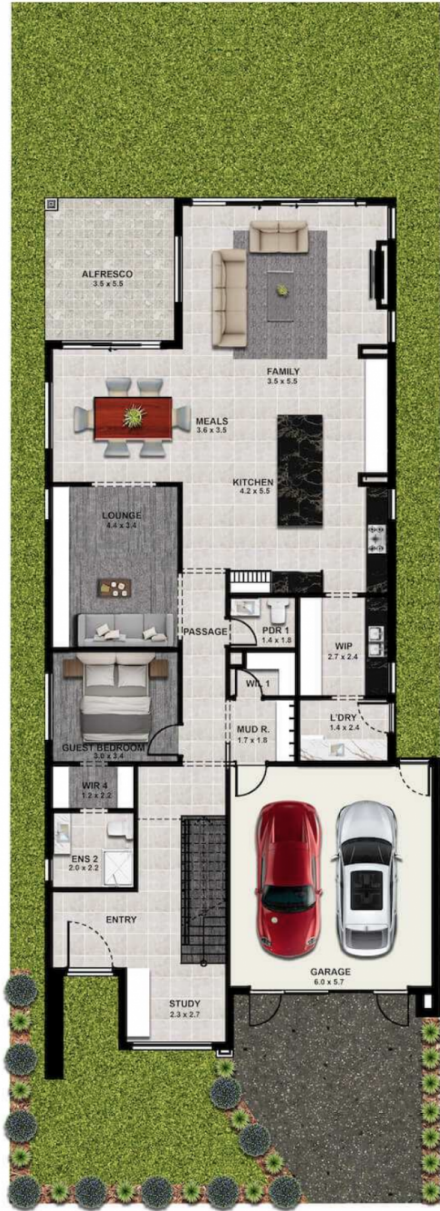 ALFRESCO
3.5 x 5.5
FAMILY
3.5 x 5.5
MEALS
3.6 x 3.5
KITCHEN
4.2 x 5.5
LOUNGE
4.4 x 3.4
PASSAGE
PDR 1
1.4 x 1.8
WIP
2.7 x 2.4
WIL 1
MUD R.
1.7 x 1.8
L'DRY
1.4 x 2.4
GUEST BEDROOM
3.0 x 3.4
WIR 4
1.2 x 2.2
ENS 2
2.0 x 2.2
ENTRY
GARAGE
6.0 x 5.7
STUDY
2.3 x 2.7